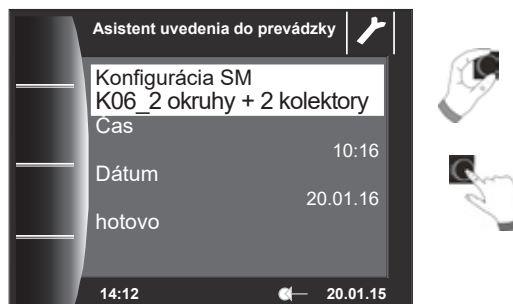 Asistent uvedenia do prevádzky
Konfigurácia SM
K06_2 okruhy + 2 kolektory
Čas
10:16
Dátum
20.01.16
hotovo
14:12 20.01.15